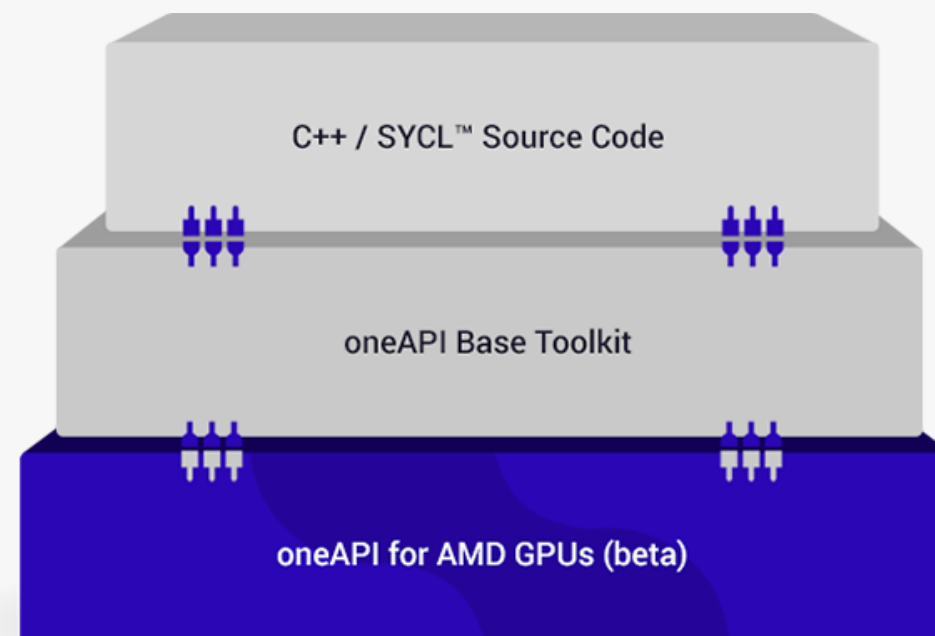 C++ / SYCL™ Source Code
oneAPI Base Toolkit
oneAPI for AMD GPUs (beta)